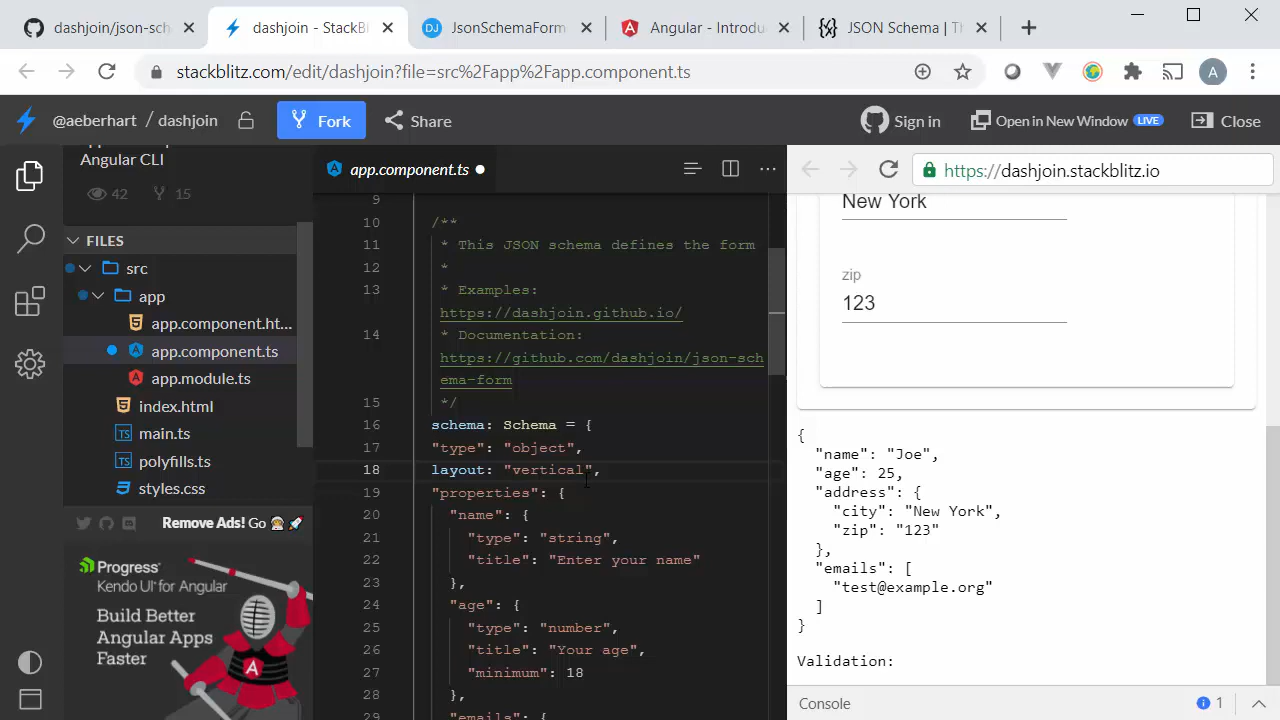 dashjoin/json-sch
dashjoin - StackBl
DJ JsonSchemaForm
Angular - Introdu
JSON Schema | Th
stackblitz.com/edit/dashjoin?file=src%2Fapp%2Fapp.component.ts
A
@aeberhart / dashjoin
Fork
Share
Sign in
Open in New Window LIVE
Close
Angular CLI
42 15
FILES
src
app
app.component.ht...
app.component.ts
app.module.ts
index.html
TS main.ts
TS polyfills.ts
styles.css
Remove Ads! Go
Progress®
Kendo UI® for Angular
Build Better
Angular Apps
Faster
app.component.ts
9
10 /**
11 * This JSON schema defines the form
12 *
13 * Examples:
https://dashjoin.github.io/
14 * Documentation:
https://github.com/dashjoin/json-sch
ema-form
15 */
16 schema: Schema = {
17 "type": "object",
18 layout: "vertical",
19 "properties": {
20 "name": {
21 "type": "string",
22 "title": "Enter your name"
23 },
24 "age": {
25 "type": "number",
26 "title": "Your age",
27 "minimum": 18
28 },
29 "emails": {
https://dashjoin.stackblitz.io
New York
zip
123
{
"name": "Joe",
"age": 25,
"address": {
"city": "New York",
"zip": "123"
},
"emails": [
"test@example.org"
]
}
Validation:
Console
1